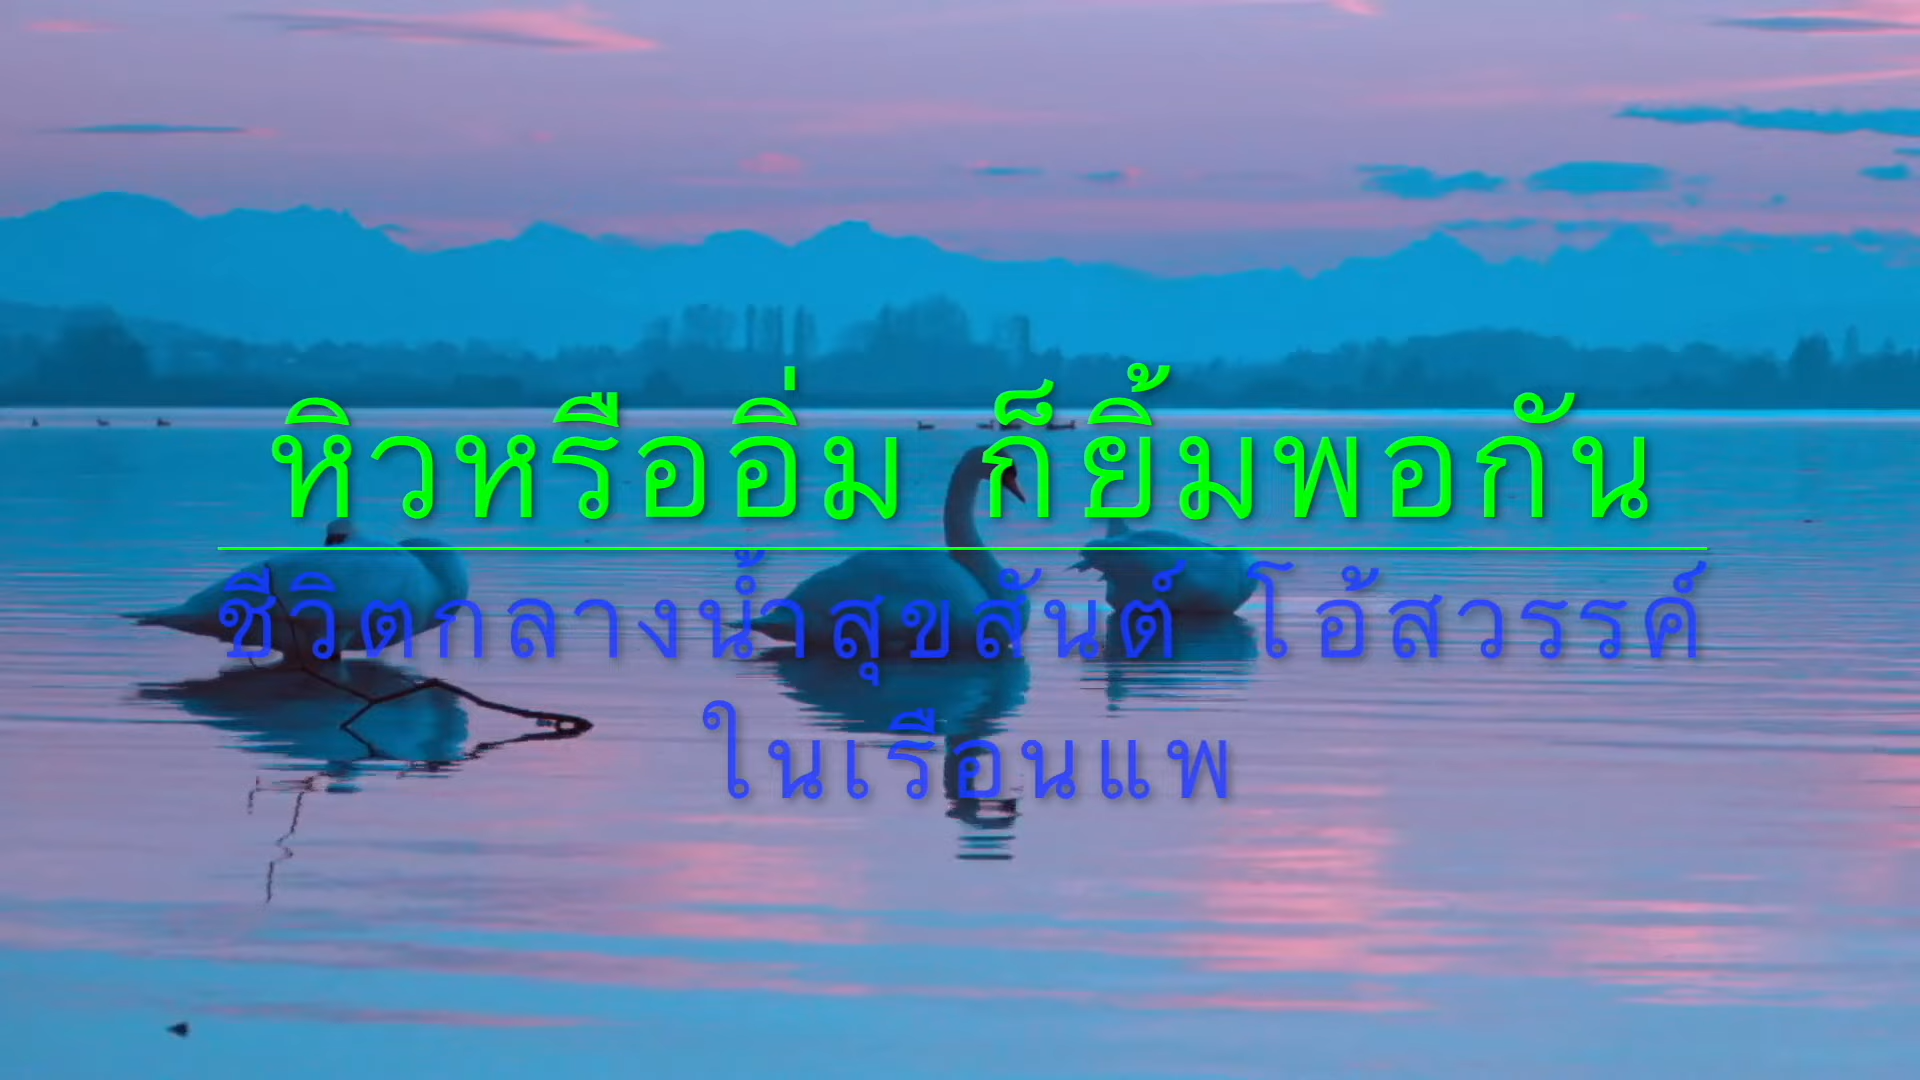 หิวหรืออิ่ม ก็ยิ้มพอกัน
ชีวิตกลางน้ำสุขสันต์ โอ้สวรรค์
ในเรือนแพ